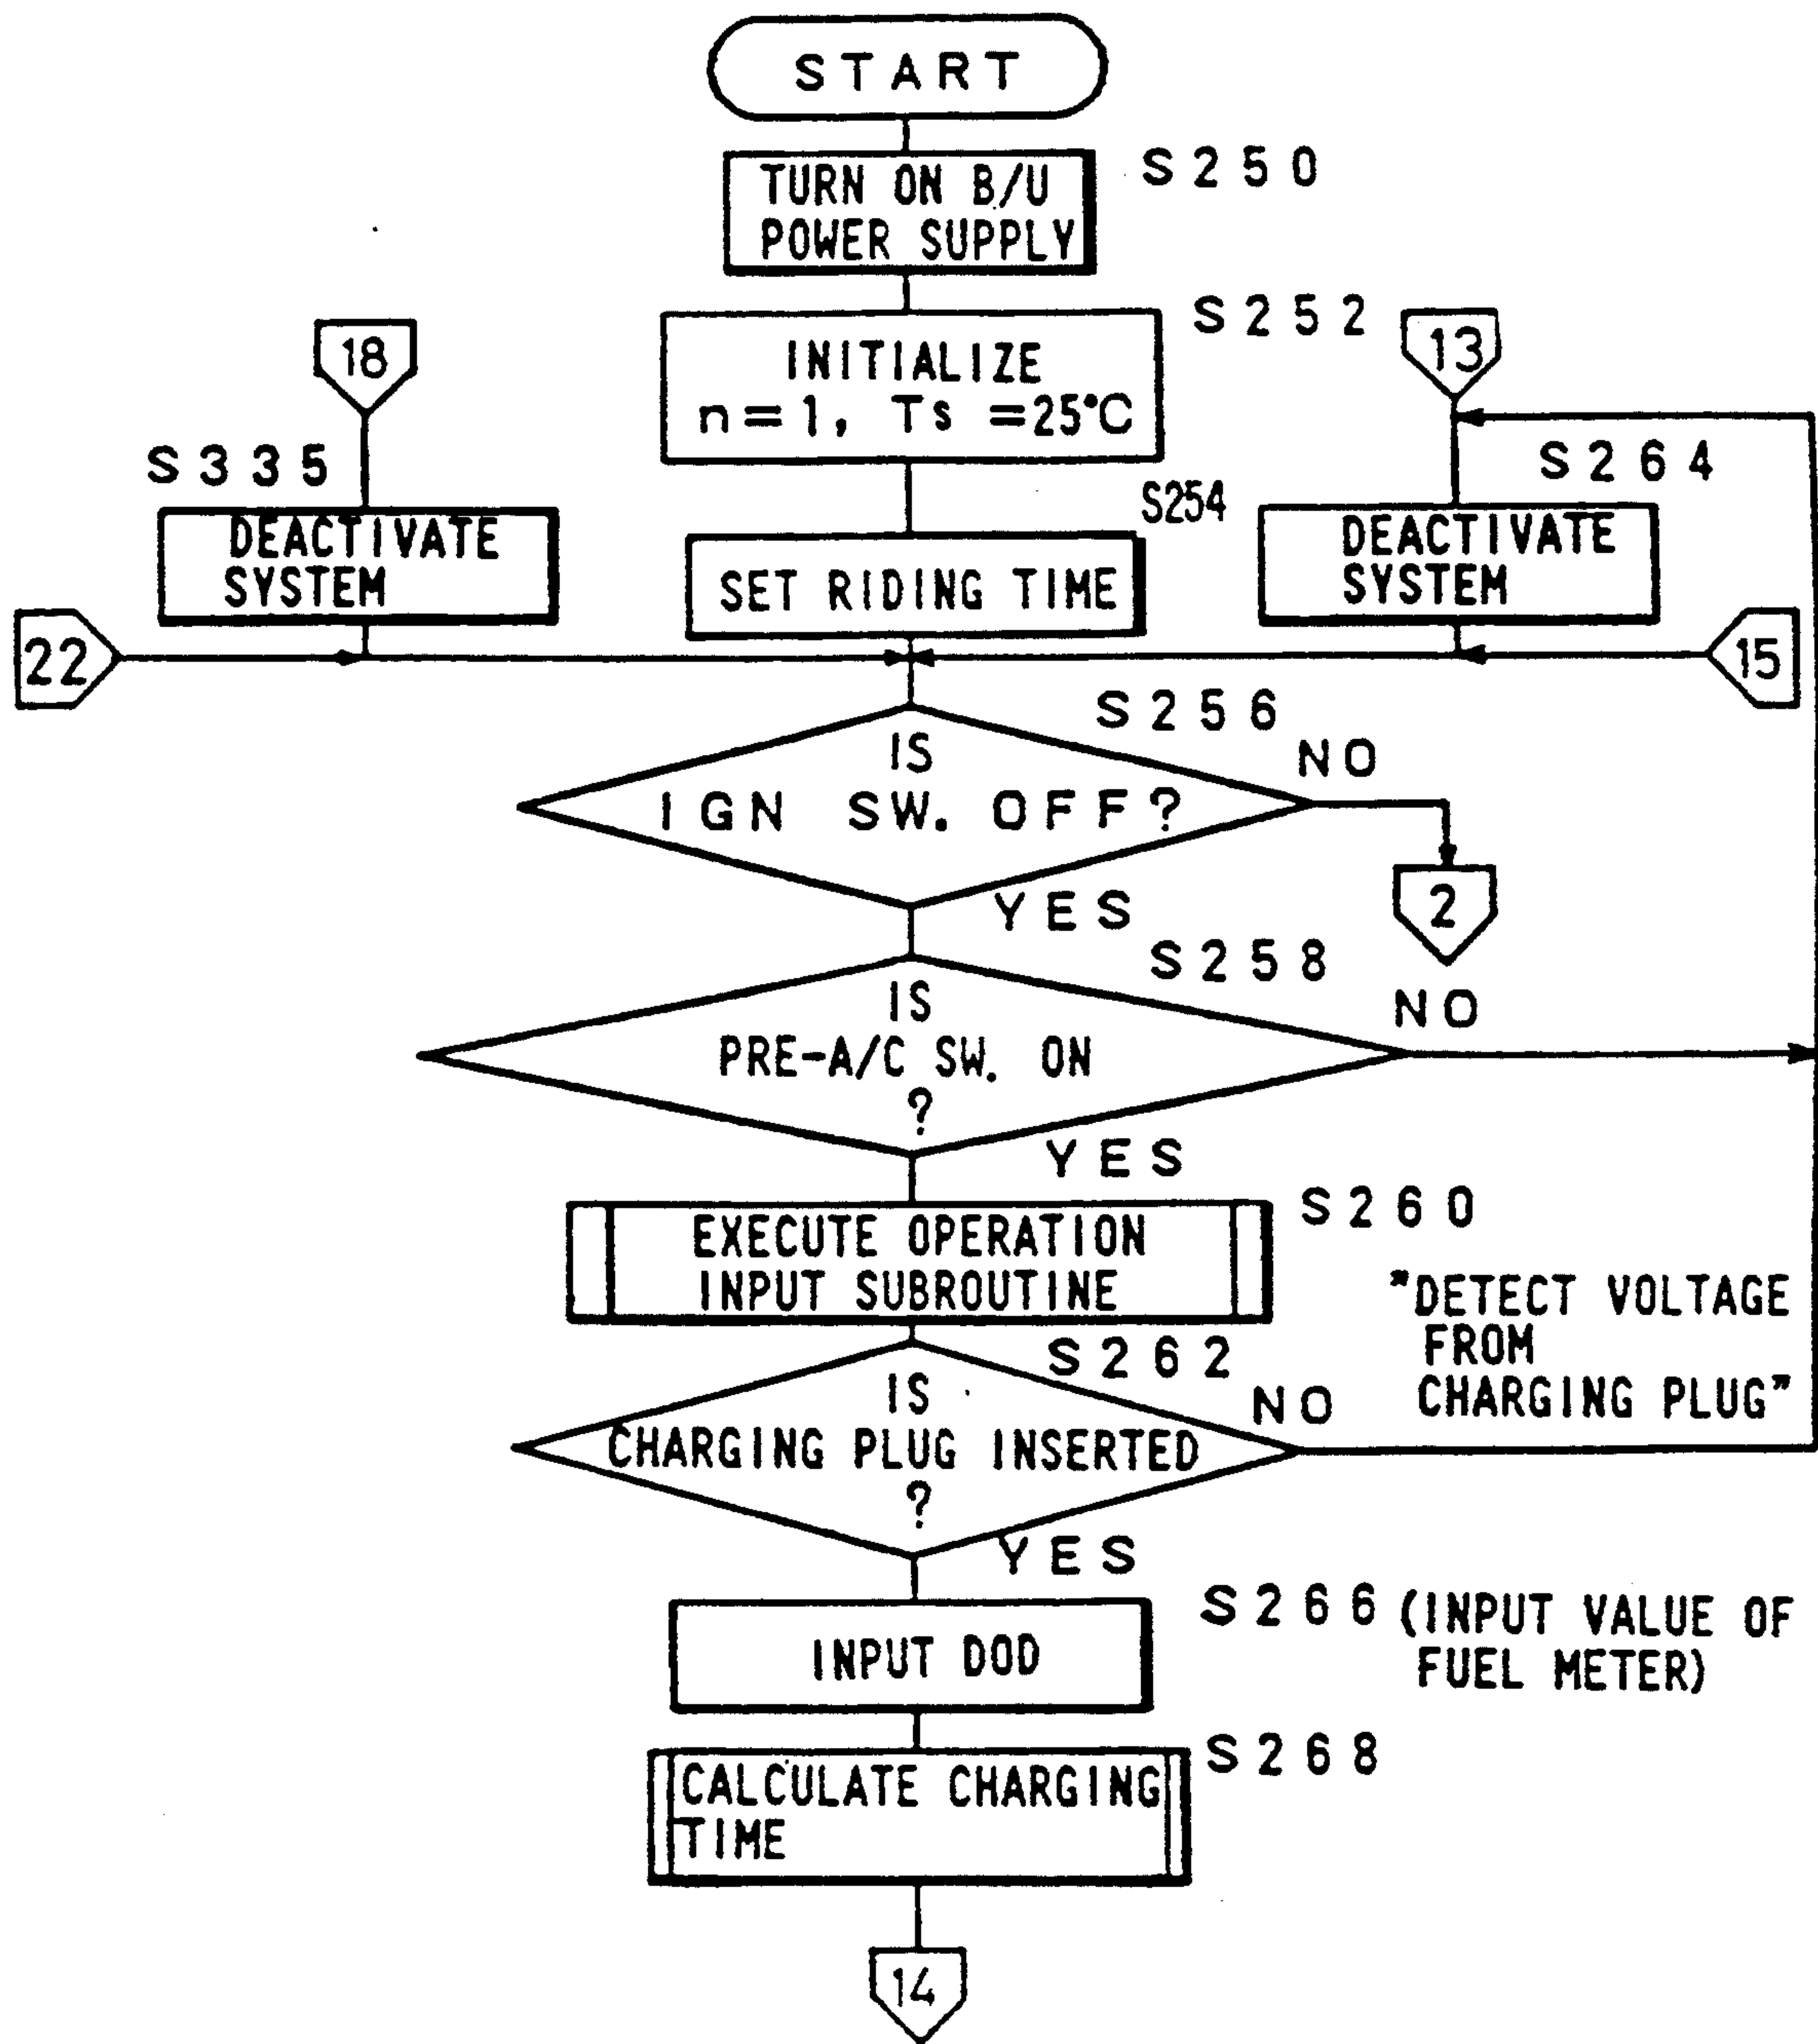 START
S250
TURN ON B/U
POWER SUPPLY
S252
18
13
INITIALIZE
n=1, Ts =25°C
S335
S264
S254
DEACTIVATE
SYSTEM
SET RIDING TIME
DEACTIVATE
SYSTEM
22
15
S256
IS
IGN SW. OFF?
NO
2
YES
S258
IS
PRE-A/C SW. ON
?
NO
YES
S260
EXECUTE OPERATION
INPUT SUBROUTINE
"DETECT VOLTAGE
FROM
CHARGING PLUG"
S262
IS
CHARGING PLUG INSERTED
?
NO
YES
S266 (INPUT VALUE OF
FUEL METER)
INPUT DOD
S268
CALCULATE CHARGING
TIME
14